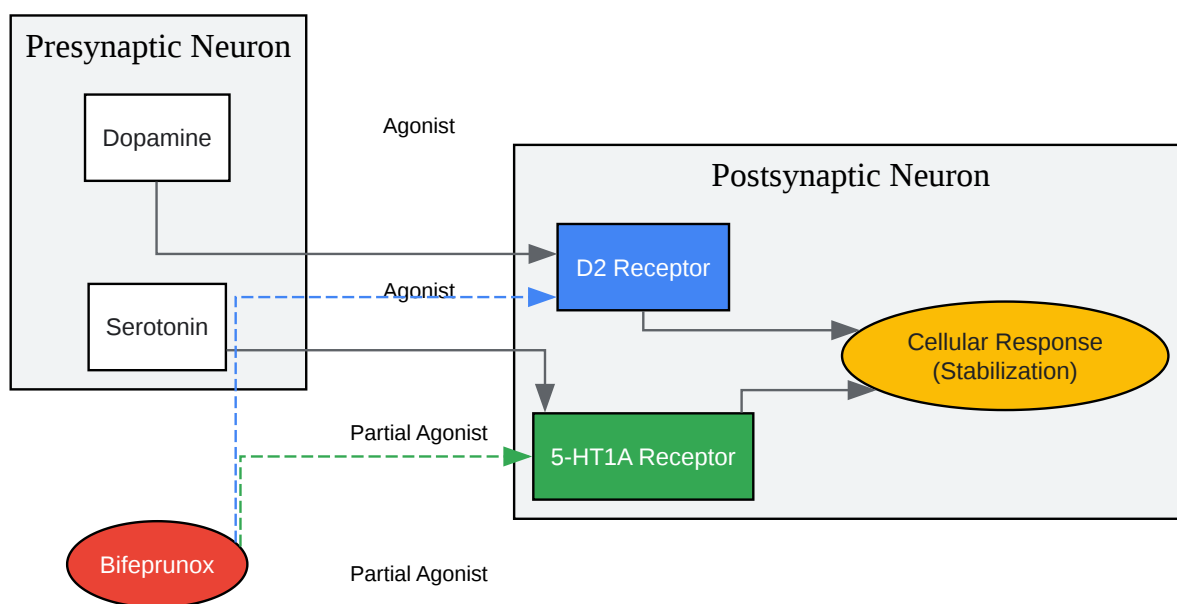 Presynaptic Neuron
Dopamine
Agonist
Postsynaptic Neuron
D2 Receptor
Agonist
Serotonin
Cellular Response
(Stabilization)
Partial Agonist
5-HT1A Receptor
Bifeprunox
Partial Agonist